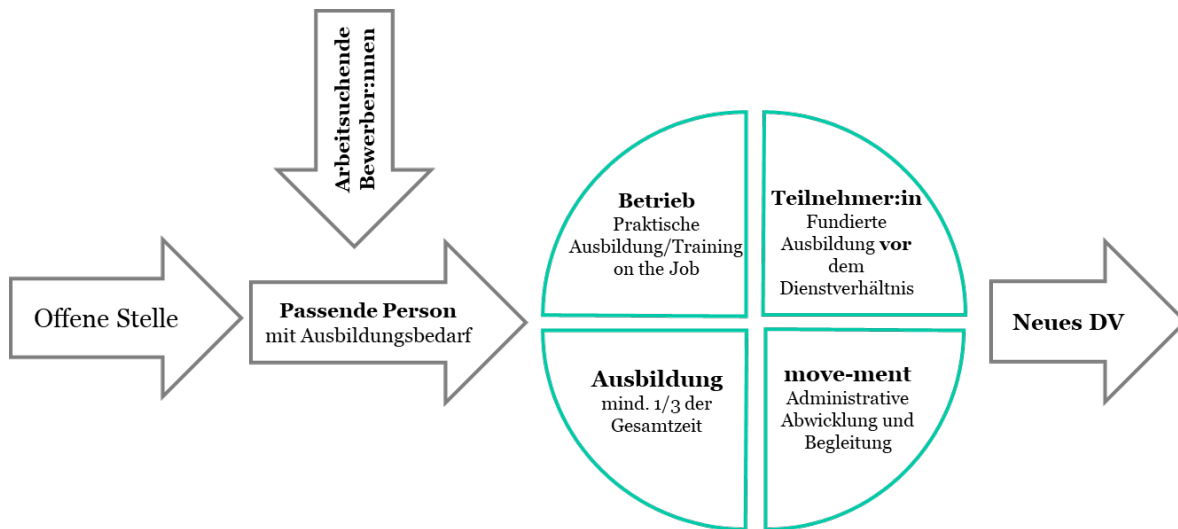 Arbeitsuchende
Bewerber:nnen
Offene Stelle
Passende Person
mit Ausbildungsbedarf
Betrieb
Praktische
Ausbildung/Training
on the Job
Teilnehmer:in
Fundierte
Ausbildung vor
dem
Dienstverhältnis
Ausbildung
mind. 1/3 der
Gesamtzeit
move-ment
Administrative
Abwicklung und
Begleitung
Neues DV